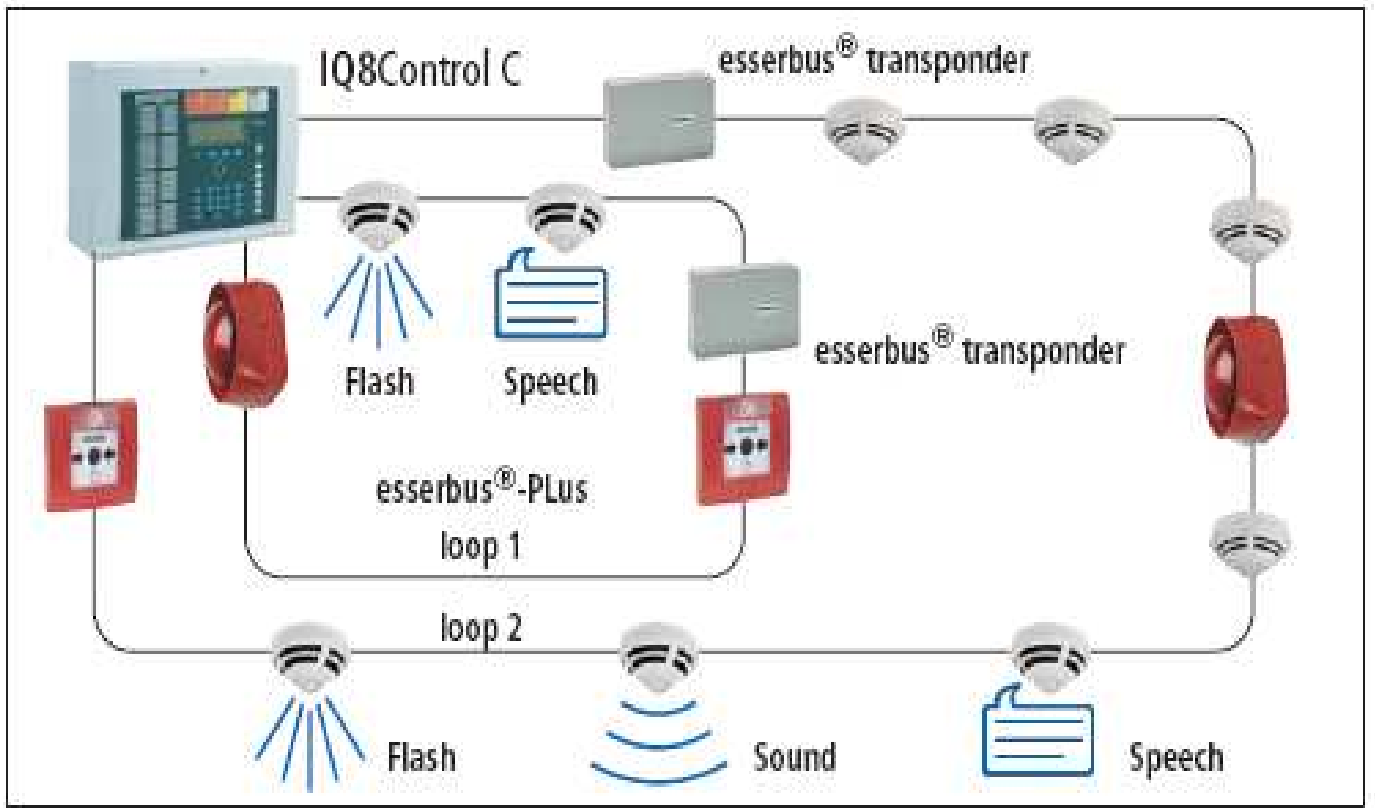 IQ8Control C
esserbus® transponder
Flash
Speech
esserbus® transponder
esserbus®-PLus
loop 1
loop 2
Flash
Sound
Speech